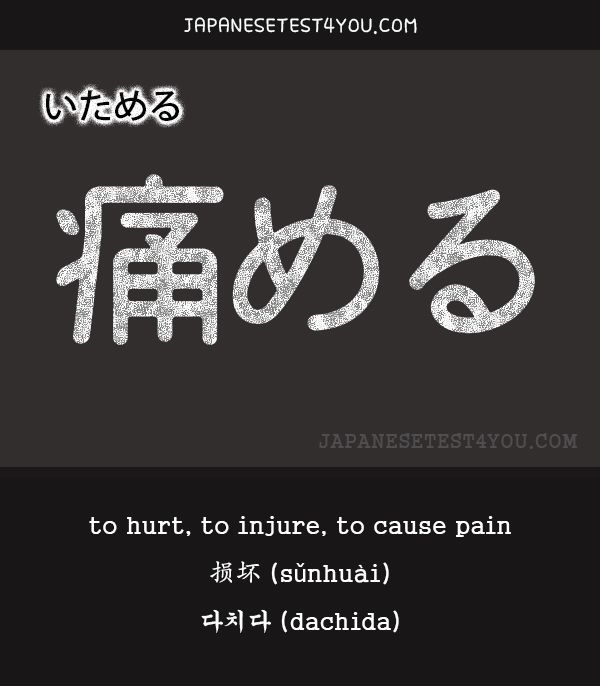 JAPANESETEST4YOU.COM
いためる
痛める
JAPANESETEST4YOU.COM
to hurt, to injure, to cause pain
损坏 (sǔnhuài)
다치다 (dachida)